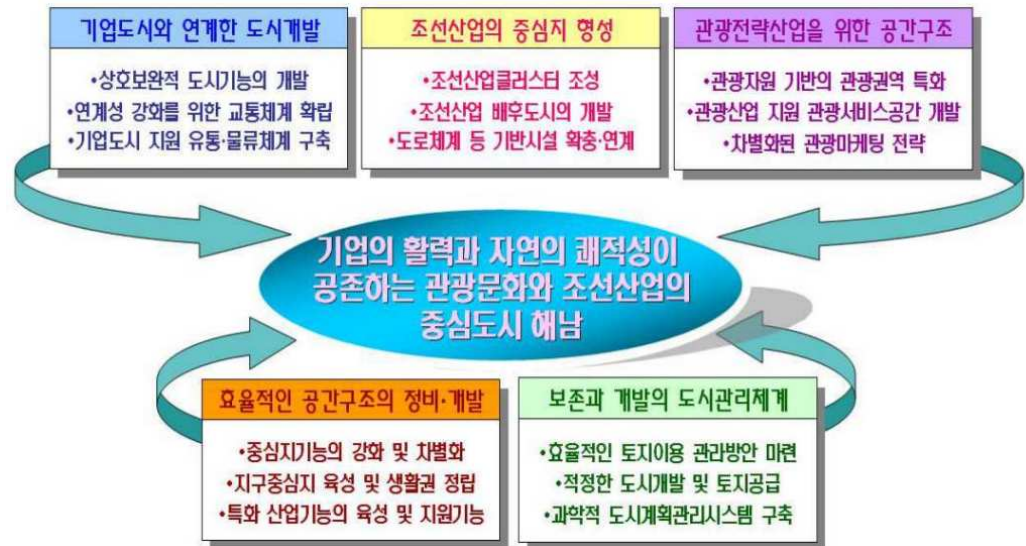 기업도시와 연계한 도시개발
•상호보완적 도시기능의 개발
•연계성 강화를 위한 교통체계 확립
•기업도시 지원 유통·물류체계 구축
조선산업의 중심지 형성
•조선산업클러스터 조성
•조선산업 배후도시의 개발
•도로체계 등 기반시설 확충·연계
관광전략산업을 위한 공간구조
•관광자원 기반의 관광권역 특화
•관광산업 지원 관광서비스공간 개발
•차별화된 관광마케팅 전략
기업의 활력과 자연의 쾌적성이
공존하는 관광문화와 조선산업의
중심도시 해남
효율적인 공간구조의 정비·개발
•중심지기능의 강화 및 차별화
•지구중심지 육성 및 생활권 정립
•특화 산업기능의 육성 및 지원기능
보존과 개발의 도시관리체계
•효율적인 토지이용 관라방안 마련
•적정한 도시개발 및 토지공급
•과학적 도시계획관리시스템 구축